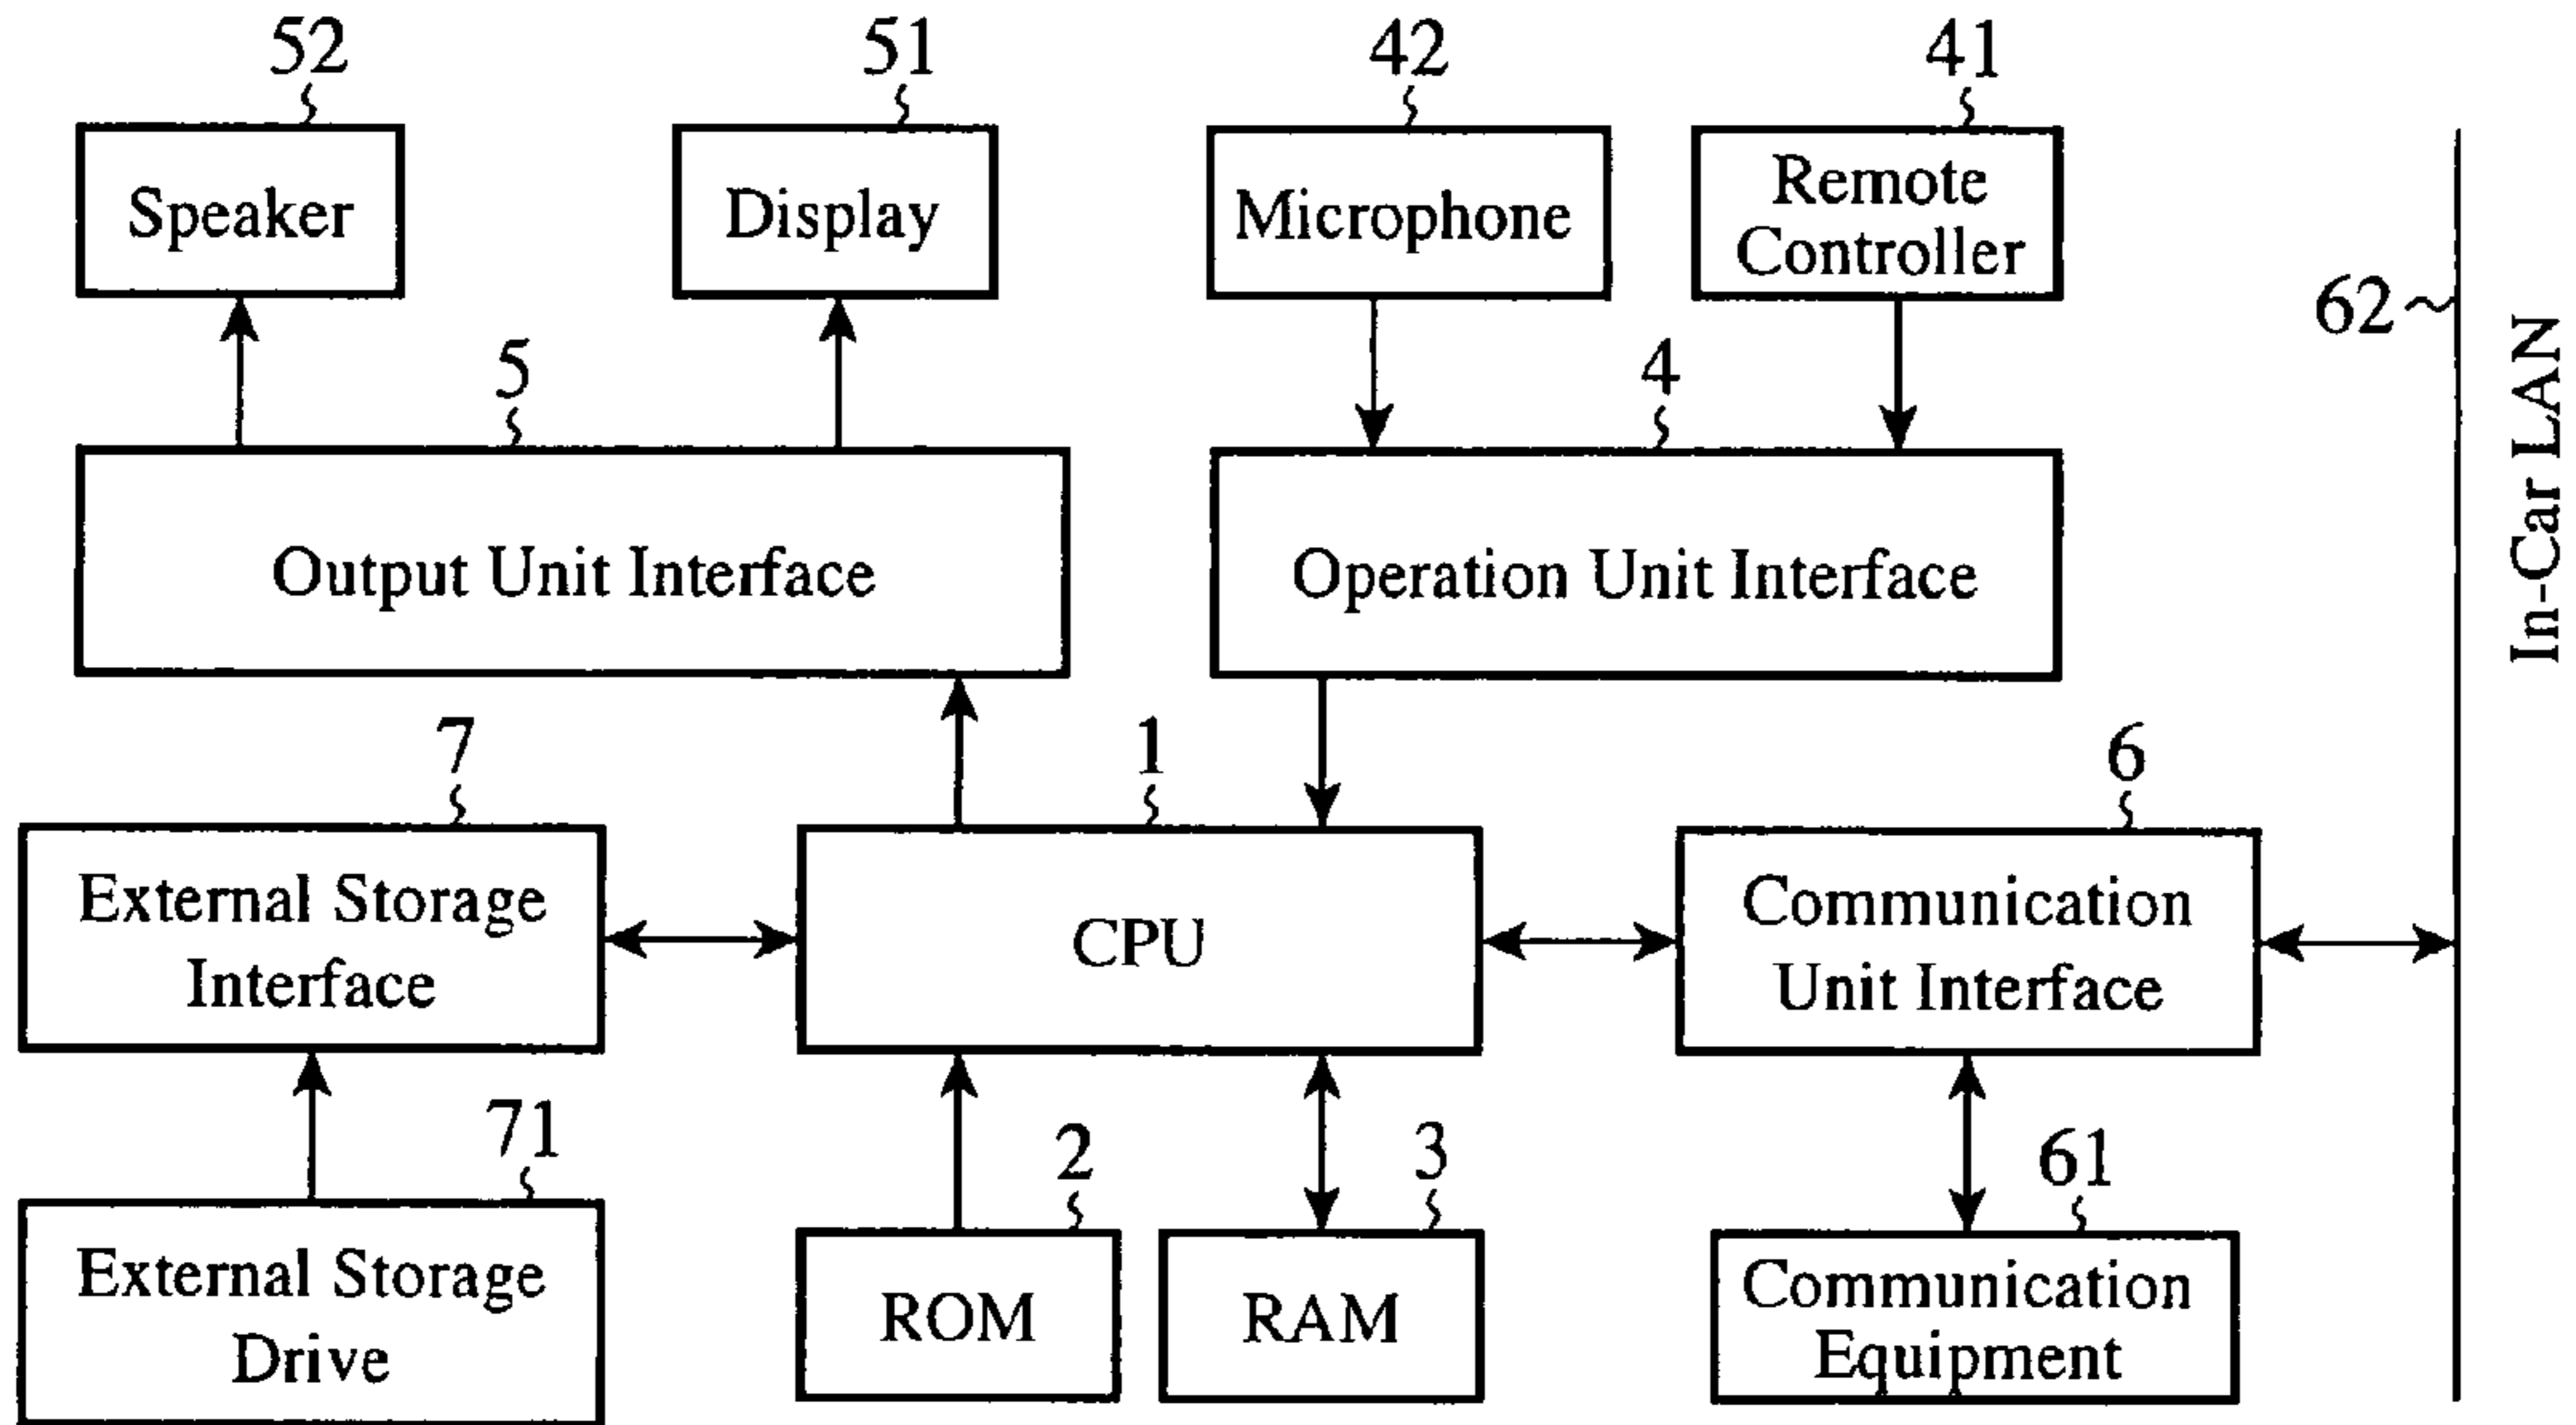 52
51
42
41
Speaker
Display
Microphone
Remote
Controller
62
In-Car LAN
5
4
Output Unit Interface
Operation Unit Interface
7
1
6
External Storage
Interface
CPU
Communication
Unit Interface
71
2
3
61
External Storage
Drive
ROM
RAM
Communication
Equipment